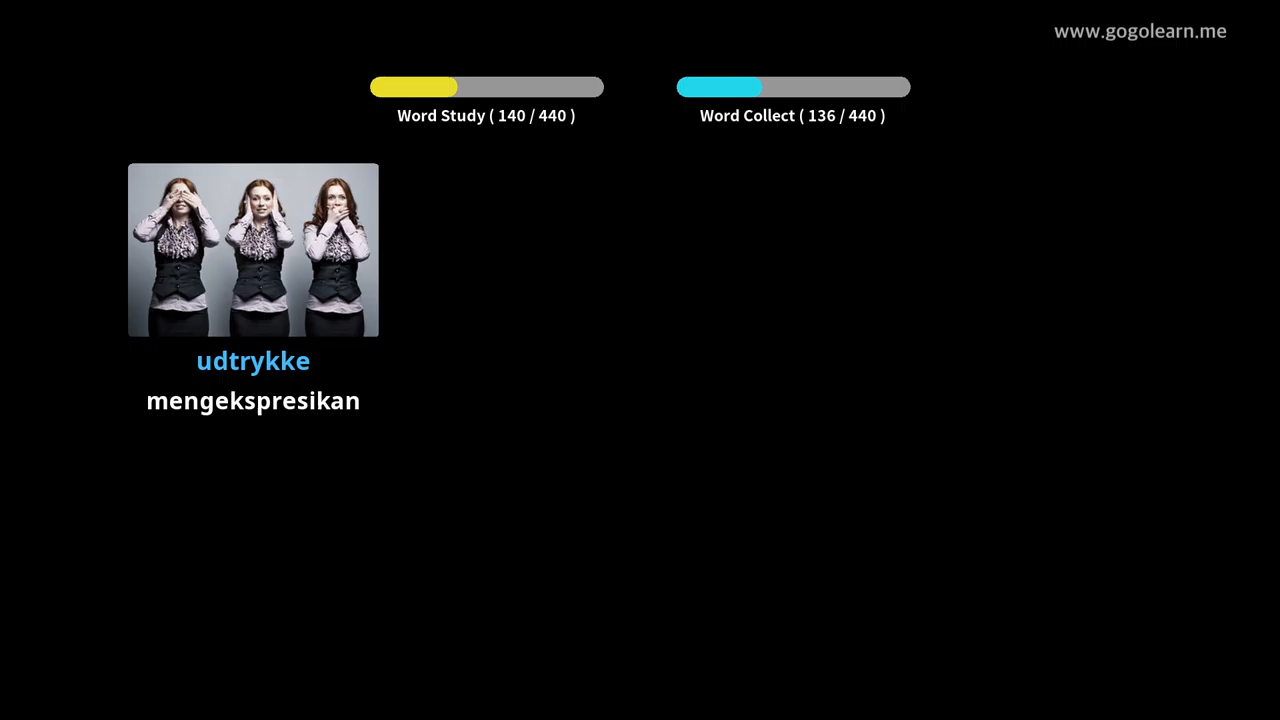 www.gogolearn.me
Word Study ( 140 / 440 )
Word Collect ( 136 / 440 )
udtrykke
mengekspresikan